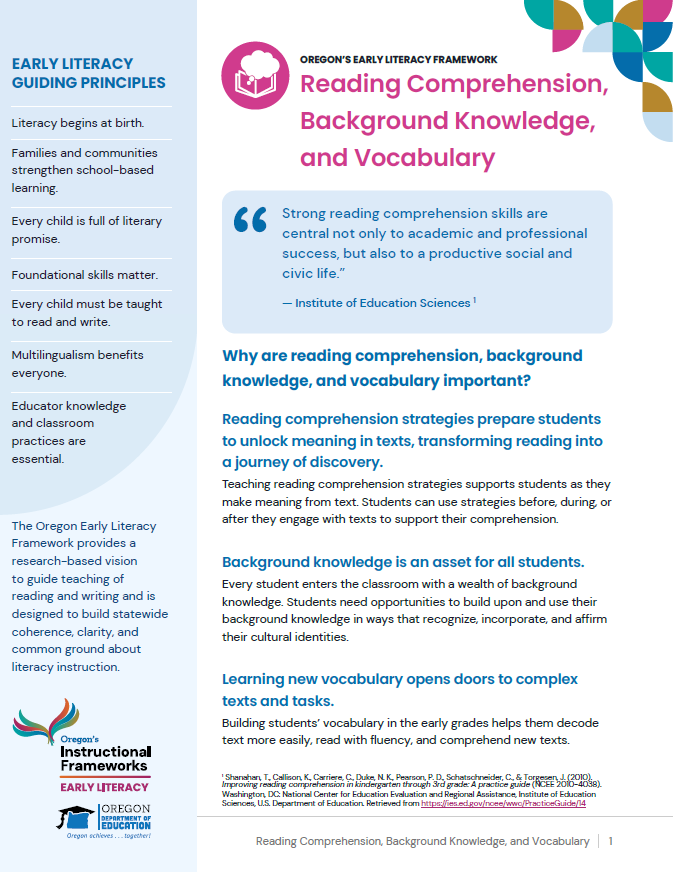 EARLY LITERACY
GUIDING PRINCIPLES
Literacy begins at birth.
Families and communities
strengthen school-based
learning.
Every child is full of literary
promise.
Foundational skills matter.
Every child must be taught
to read and write.
Multilingualism benefits
everyone.
Educator knowledge
and classroom
practices are
essential.
The Oregon Early Literacy
Framework provides a
research-based vision
to guide teaching of
reading and writing and is
designed to build statewide
coherence, clarity, and
common ground about
literacy instruction.
Oregon's
Instructional
Frameworks
EARLY LITERACY
OREGON
DEPARTMENT OF
EDUCATION
Oregon achieves . . . together!
OREGON'S EARLY LITERACY FRAMEWORK
Reading Comprehension,
Background Knowledge,
and Vocabulary
“ Strong reading comprehension skills are
central not only to academic and professional
success, but also to a productive social and
civic life.”
— Institute of Education Sciences 1
Why are reading comprehension, background
knowledge, and vocabulary important?
Reading comprehension strategies prepare students
to unlock meaning in texts, transforming reading into
a journey of discovery.
Teaching reading comprehension strategies supports students as they
make meaning from text. Students can use strategies before, during, or
after they engage with texts to support their comprehension.
Background knowledge is an asset for all students.
Every student enters the classroom with a wealth of background
knowledge. Students need opportunities to build upon and use their
background knowledge in ways that recognize, incorporate, and affirm
their cultural identities.
Learning new vocabulary opens doors to complex
texts and tasks.
Building students' vocabulary in the early grades helps them decode
text more easily, read with fluency, and comprehend new texts.
1 Shanahan, T., Callison, K., Carriere, C., Duke, N. K., Pearson, P. D., Schatschneider, C., & Torgesen, J. (2010).
Improving reading comprehension in kindergarten through 3rd grade: A practice guide (NCEE 2010-4038).
Washington, DC: National Center for Education Evaluation and Regional Assistance, Institute of Education
Sciences, U.S. Department of Education. Retrieved from https://ies.ed.gov/ncee/wwc/PracticeGuide/14
Reading Comprehension, Background Knowledge, and Vocabulary | 1